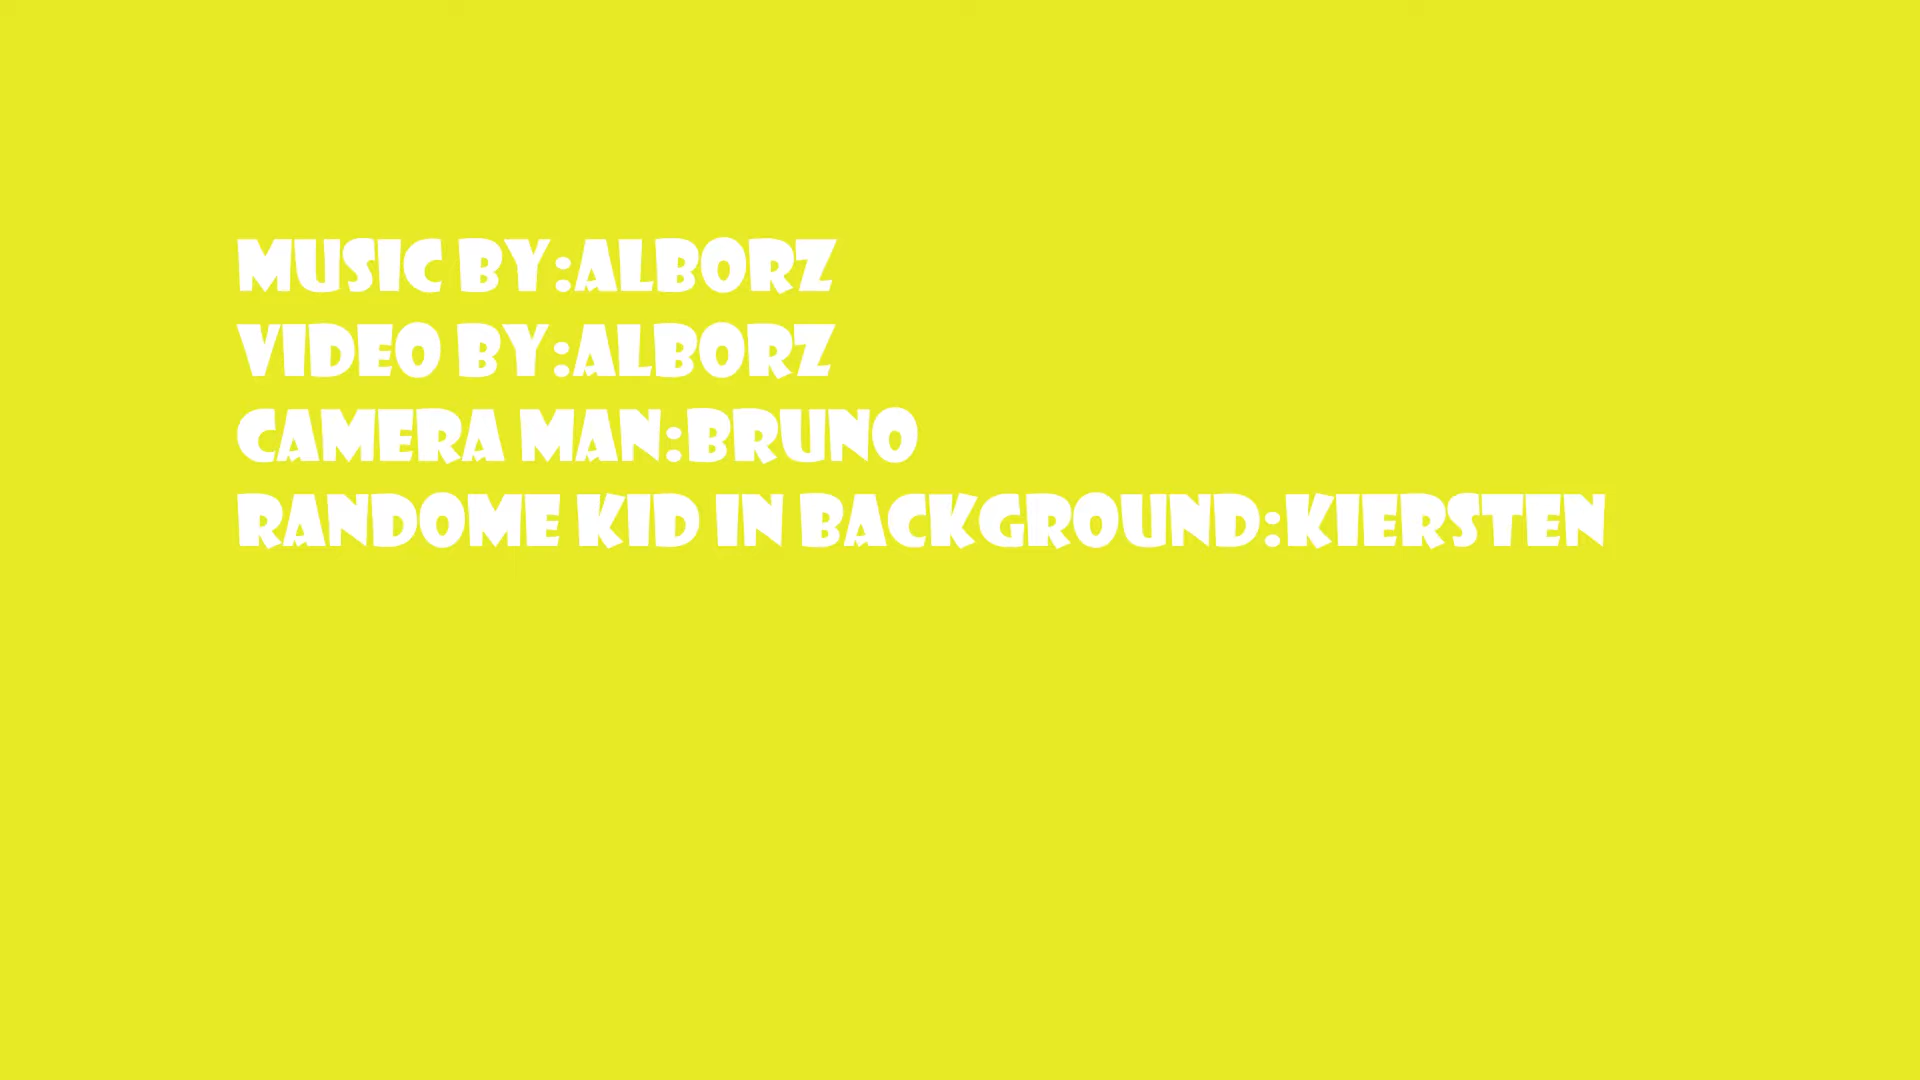 MUSIC BY:ALBORZ
VIDEO BY:ALBORZ
CAMERA MAN:BRUNO
RANDOME KID IN BACKGROUND:KIERSTEN